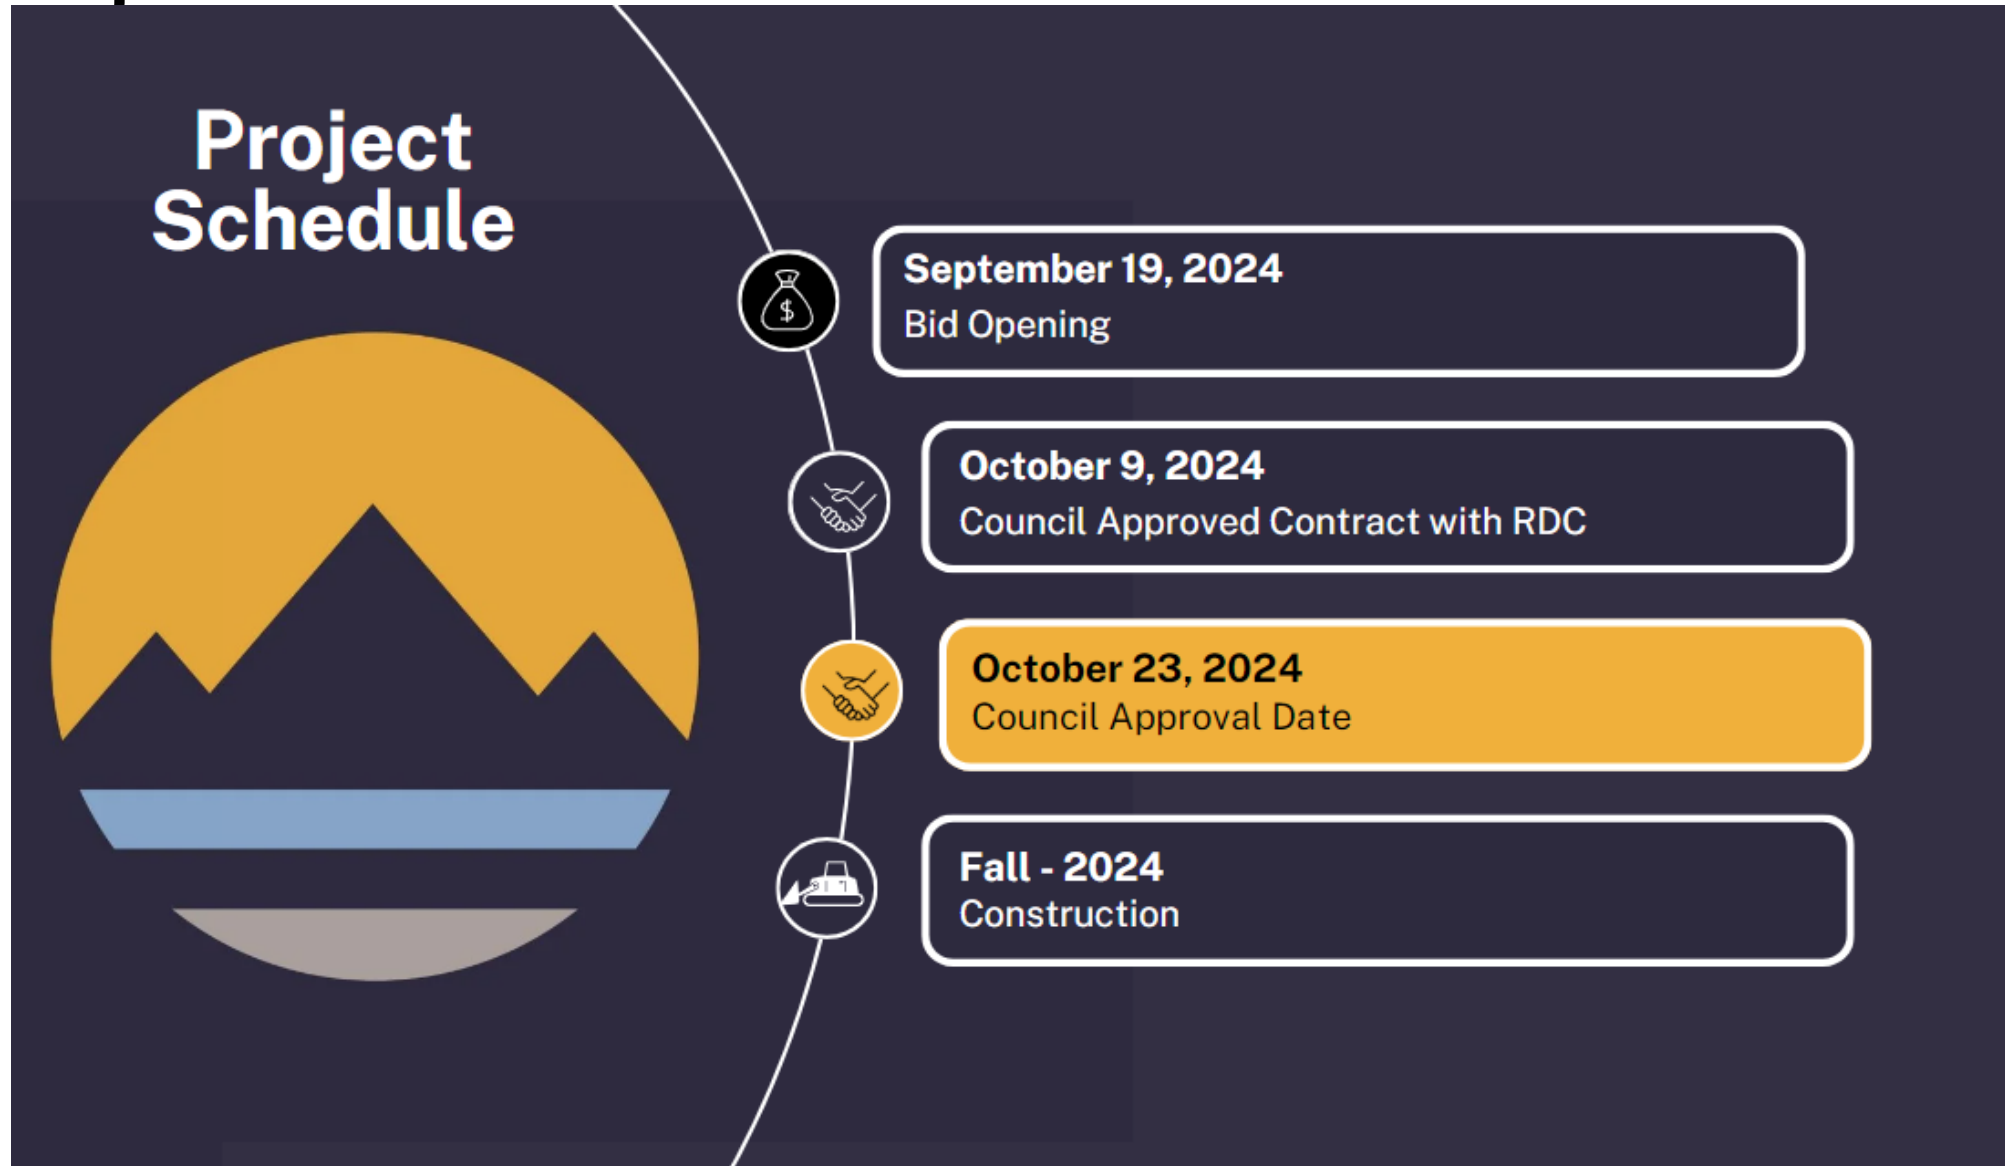 Project
Schedule
September 19, 2024
Bid Opening
October 9, 2024
Council Approved Contract with RDC
October 23, 2024
Council Approval Date
Fall - 2024
Construction
$